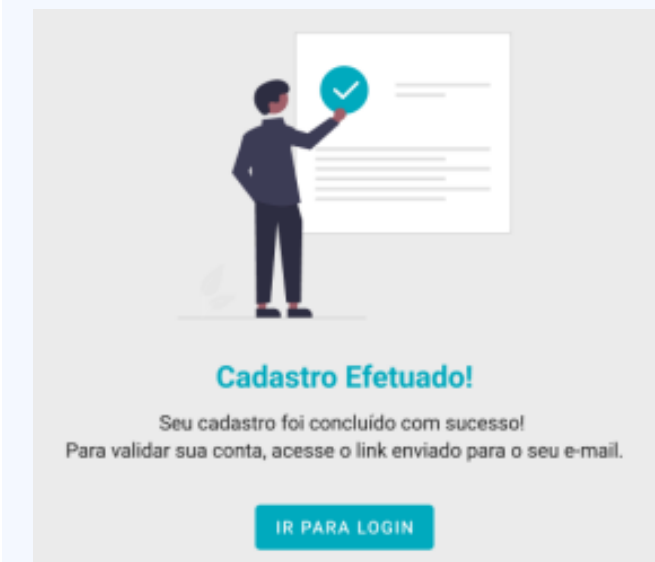 Cadastro Efetuado!
Seu cadastro foi concluído com sucesso!
Para validar sua conta, acesse o link enviado para o seu e-mail.
IR PARA LOGIN